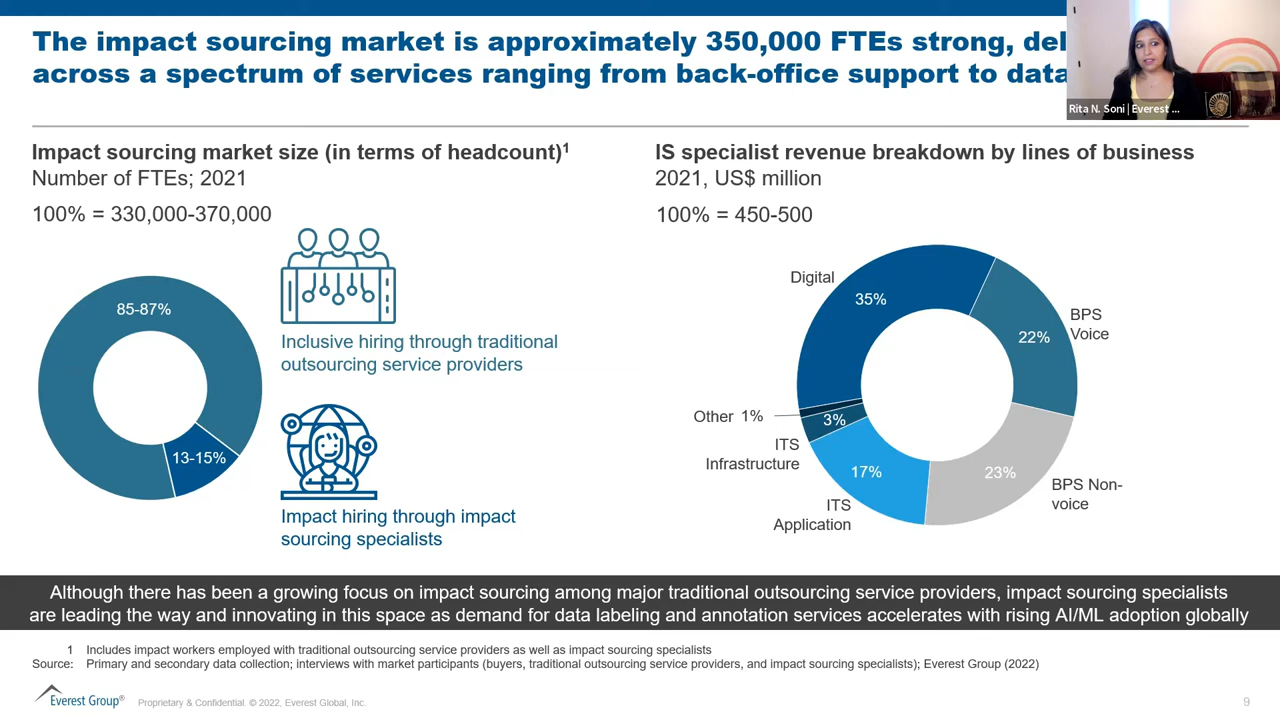 The impact sourcing market is approximately 350,000 FTEs strong, del
across a spectrum of services ranging from back-office support to data
Rita N. Soni | Everest ...
Impact sourcing market size (in terms of headcount)1
Number of FTEs; 2021
100% = 330,000-370,000
85-87%
13-15%
Inclusive hiring through traditional
outsourcing service providers
Impact hiring through impact
sourcing specialists
IS specialist revenue breakdown by lines of business
2021, US$ million
100% = 450-500
Digital
35%
BPS
Voice
22%
Other 1%
3%
ITS
Infrastructure
17%
ITS
Application
23%
BPS Non-
voice
Although there has been a growing focus on impact sourcing among major traditional outsourcing service providers, impact sourcing specialists
are leading the way and innovating in this space as demand for data labeling and annotation services accelerates with rising AI/ML adoption globally
1 Includes impact workers employed with traditional outsourcing service providers as well as impact sourcing specialists
Source: Primary and secondary data collection; interviews with market participants (buyers, traditional outsourcing service providers, and impact sourcing specialists); Everest Group (2022)
Everest Group® Proprietary & Confidential. © 2022, Everest Global, Inc.
9